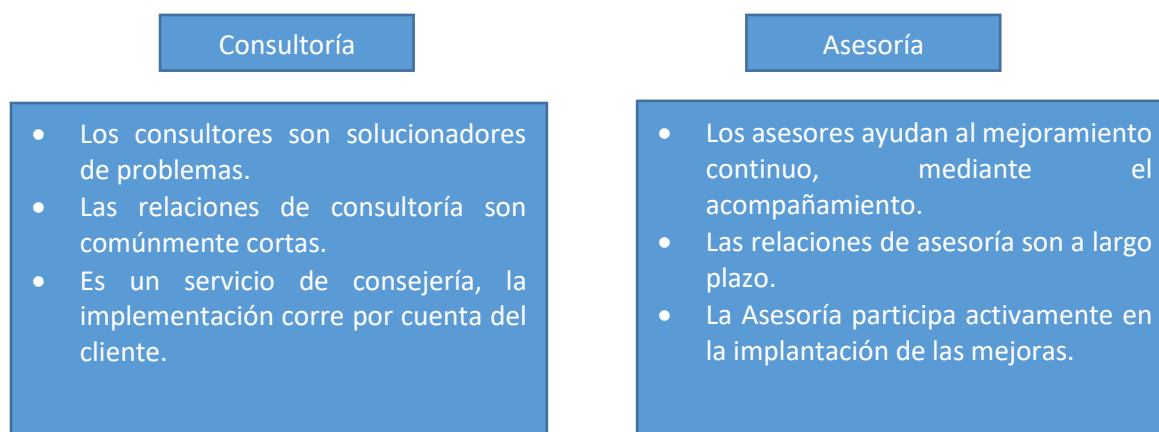 Consultoría
• Los consultores son solucionadores
de problemas.
• Las relaciones de consultoría son
comúnmente cortas.
• Es un servicio de consejería, la
implementación corre por cuenta del
cliente.
Asesoría
• Los asesores ayudan al mejoramiento
continuo, mediante el
acompañamiento.
• Las relaciones de asesoría son a largo
plazo.
• La Asesoría participa activamente en
la implantación de las mejoras.